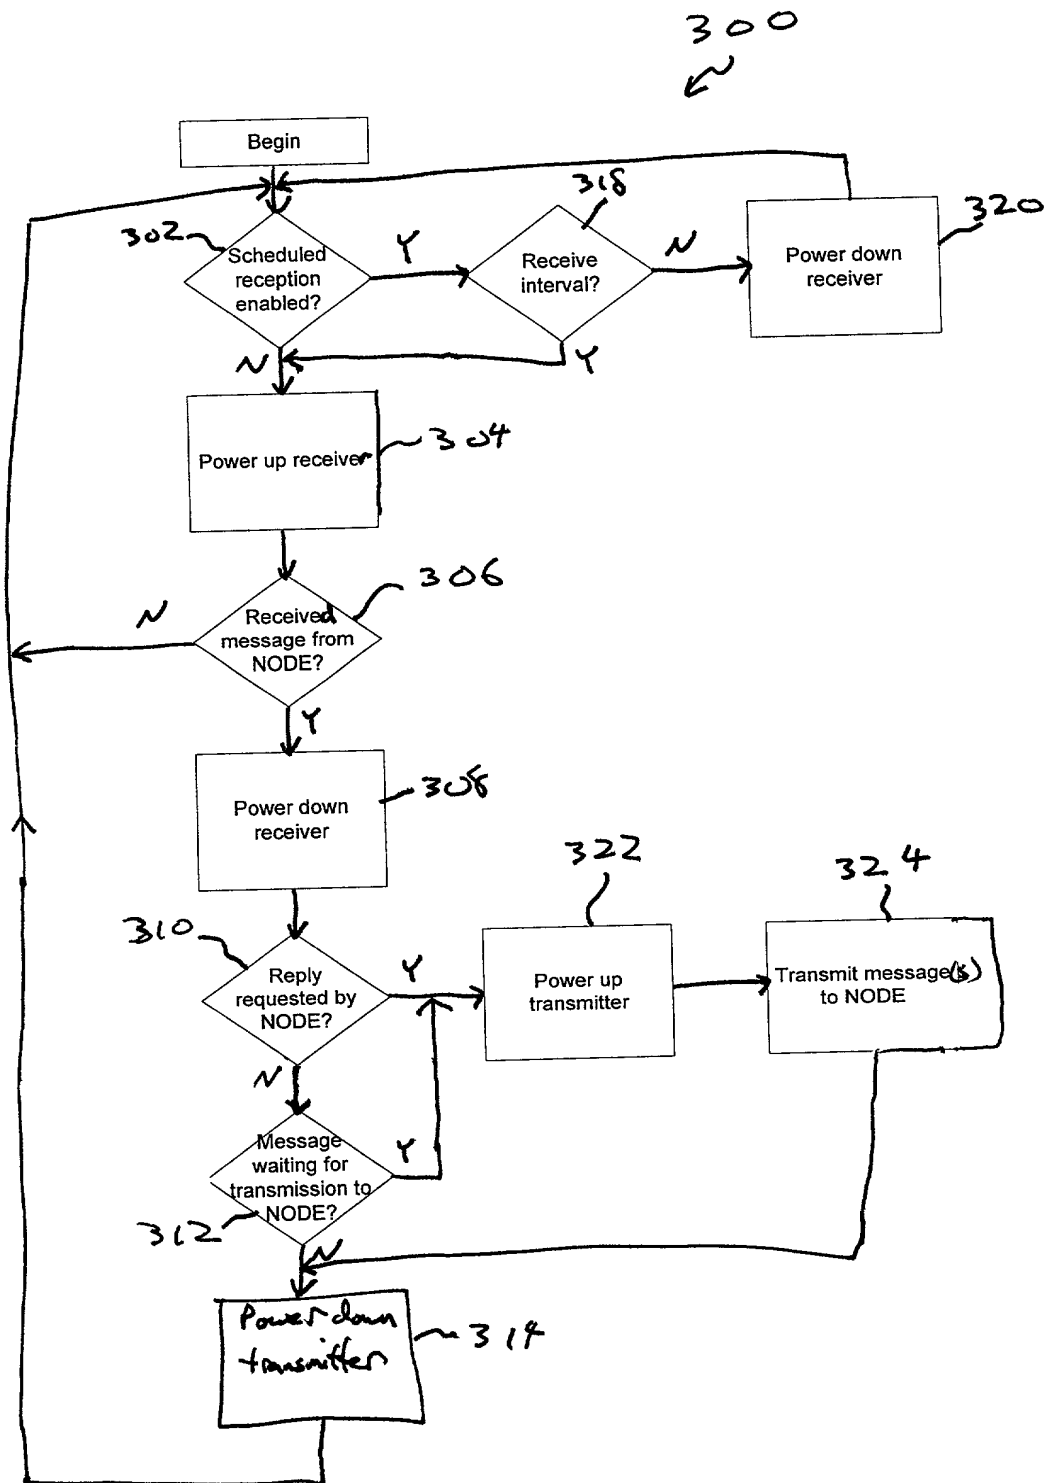 300
Begin
318
320
302
Scheduled
reception
enabled?
Y
Receive
interval?
N
Power down
receiver
N
Y
Power up receiver
304
306
N
Received
message from
NODE?
Y
308
Power down
receiver
322
324
310
Reply
requested by
NODE?
Y
Power up
transmitter
Transmit message(s)
to NODE
N
Message
waiting for
transmission to
NODE?
Y
312
N
Power down
transmitter
314